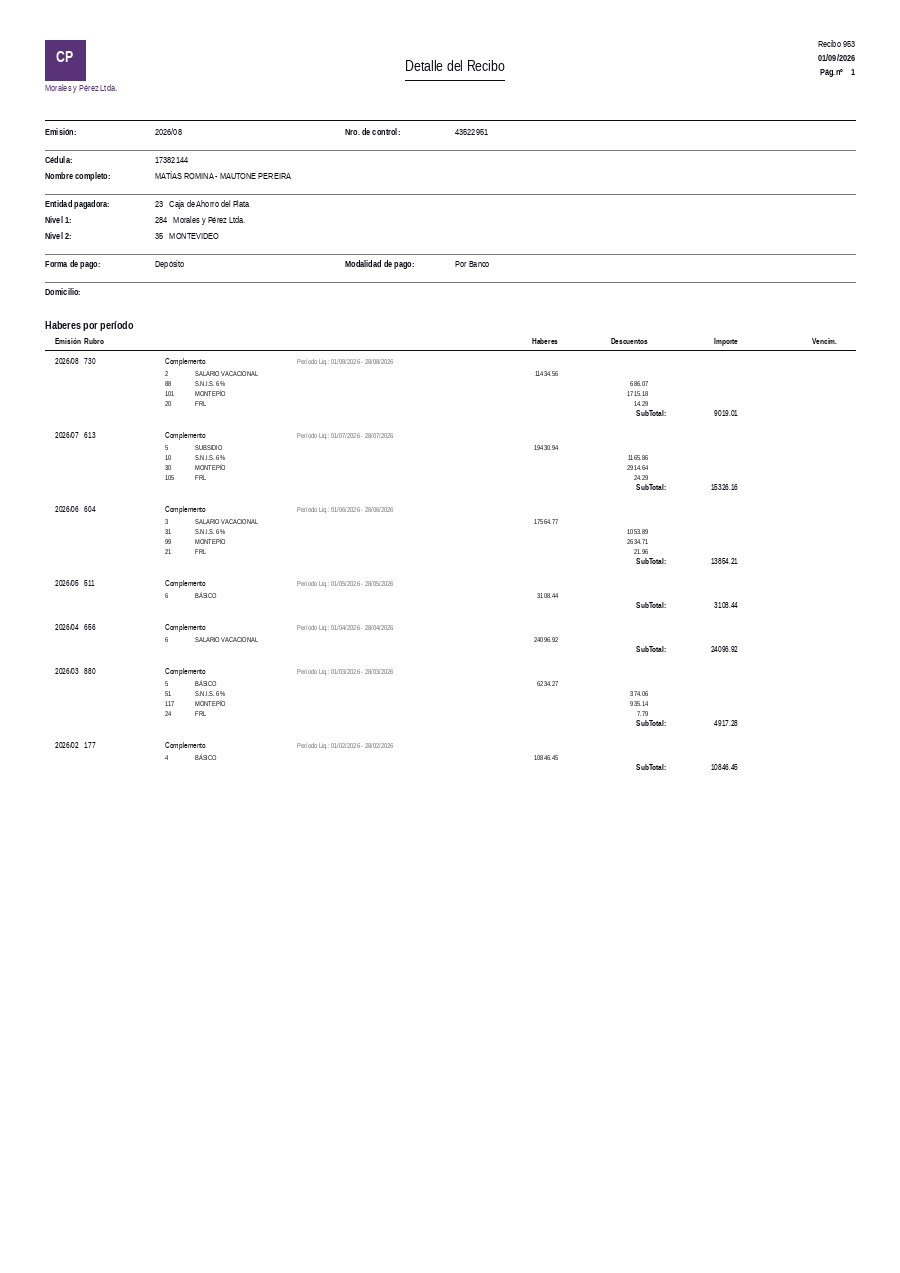 CP
Morales y Pérez Ltda.
Detalle del Recibo
Recibo 953
01/09/2026
Pág.nº 1
Emisión: 2026/08 Nro. de control: 43522951
Cédula: 17382144
Nombre completo: MATÍAS ROMINA - MAUTONE PEREIRA
Entidad pagadora: 23 Caja de Ahorro del Plata
Nivel 1: 284 Morales y Pérez Ltda.
Nivel 2: 35 MONTEVIDEO
Forma de pago: Depósito Modalidad de pago: Por Banco
Domicilio:
Haberes por período
Emisión Rubro Haberes Descuentos Importe Vencim.
2026/08 730 Complemento Período Liq.: 01/08/2026 - 28/08/2026
2 SALARIO VACACIONAL 11434.56
88 S.N.I.S. 6% 686.07
101 MONTEPÍO 1715.18
20 FRL 14.29
SubTotal: 9019.01
2026/07 613 Complemento Período Liq.: 01/07/2026 - 28/07/2026
5 SUBSIDIO 19430.94
10 S.N.I.S. 6% 1165.86
30 MONTEPÍO 2914.64
105 FRL 24.29
SubTotal: 15326.16
2026/06 604 Complemento Período Liq.: 01/06/2026 - 28/06/2026
3 SALARIO VACACIONAL 17564.77
31 S.N.I.S. 6% 1053.89
99 MONTEPÍO 2634.71
21 FRL 21.96
SubTotal: 13854.21
2026/05 511 Complemento Período Liq.: 01/05/2026 - 28/05/2026
6 BÁSICO 3108.44
SubTotal: 3108.44
2026/04 656 Complemento Período Liq.: 01/04/2026 - 28/04/2026
6 SALARIO VACACIONAL 24096.92
SubTotal: 24096.92
2026/03 880 Complemento Período Liq.: 01/03/2026 - 28/03/2026
5 BÁSICO 6234.27
51 S.N.I.S. 6% 374.06
117 MONTEPÍO 935.14
24 FRL 7.79
SubTotal: 4917.28
2026/02 177 Complemento Período Liq.: 01/02/2026 - 28/02/2026
4 BÁSICO 10846.45
SubTotal: 10846.45